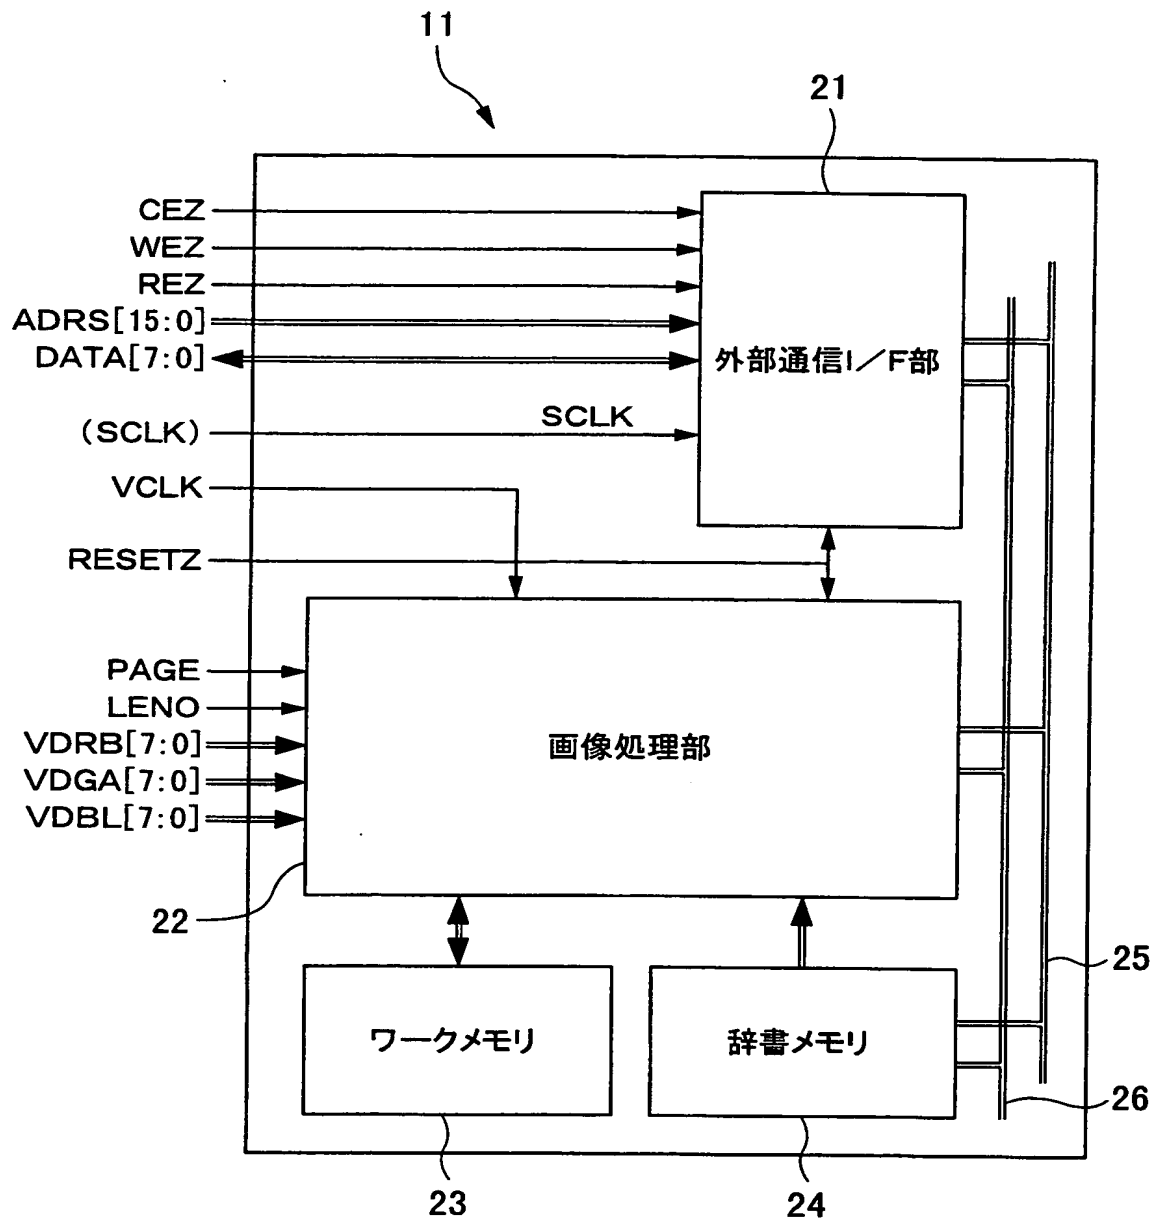 11
21
CEZ
WEZ
REZ
ADRS[15:0]
DATA[7:0]
外部通信I/F部
(SCLK)
SCLK
VCLK
RESETZ
PAGE
LENO
VDRB[7:0]
VDGA[7:0]
VDBL[7:0]
画像処理部
22
25
ワークメモリ
辞書メモリ
26
23
24